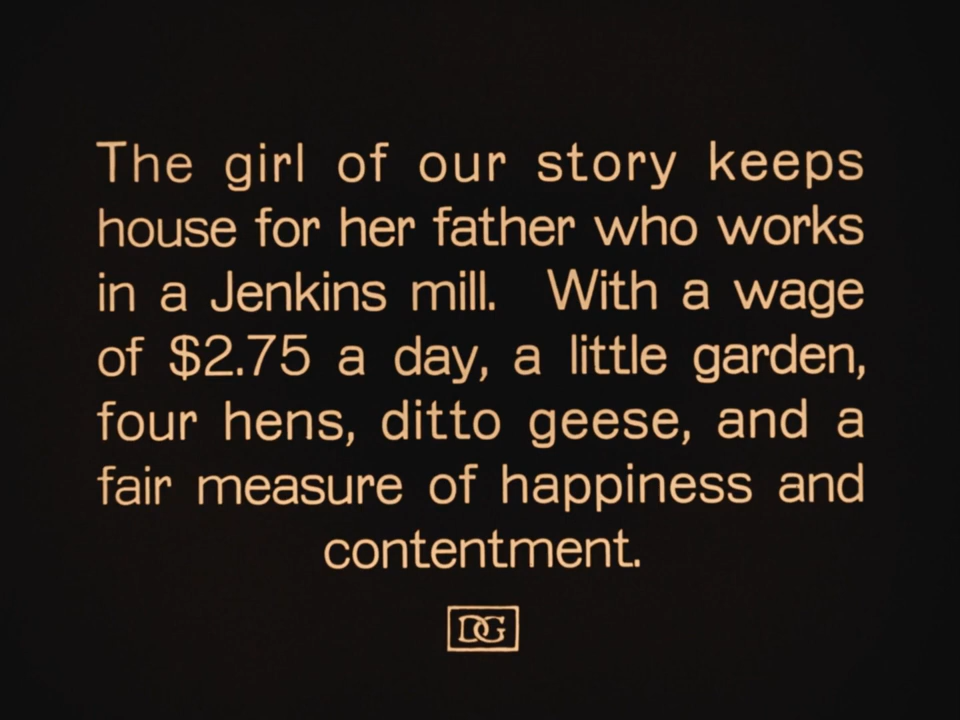 The girl of our story keeps
house for her father who works
in a Jenkins mill. With a wage
of $2.75 a day, a little garden,
four hens, ditto geese, and a
fair measure of happiness and
contentment.
DG